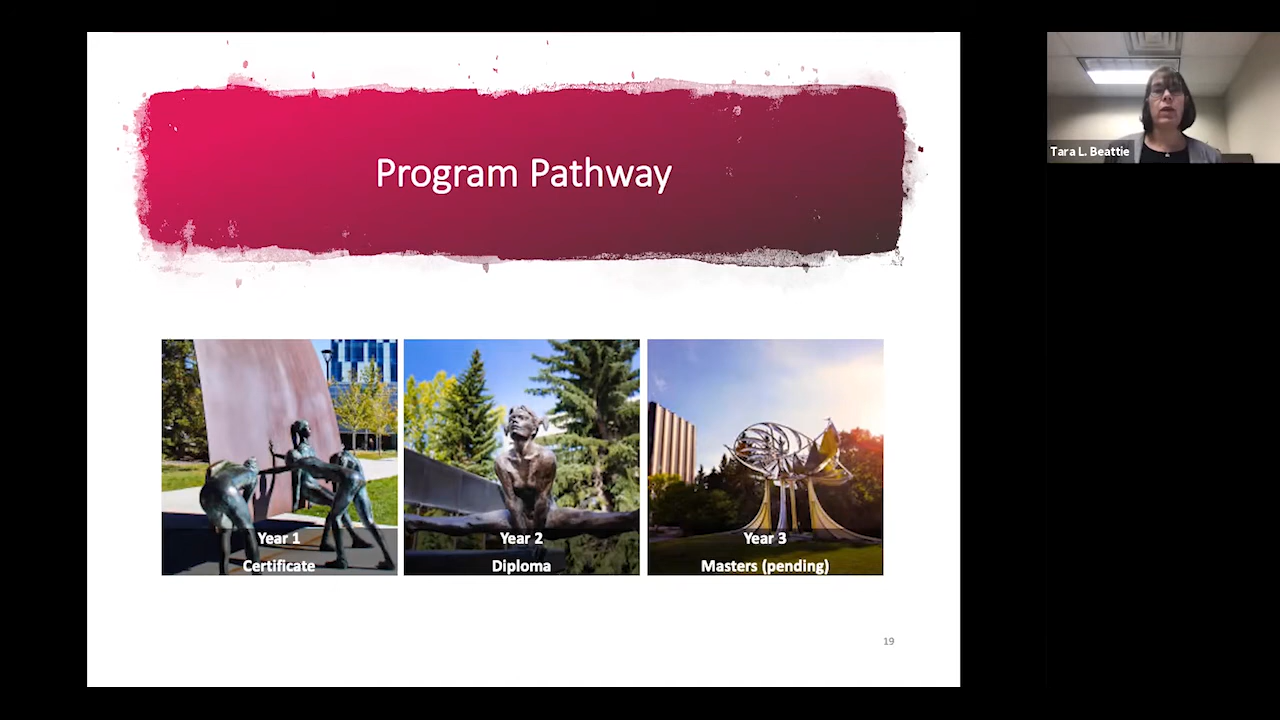 Program Pathway
Tara L. Beattie
Year 1
Certificate
Year 2
Diploma
Year 3
Masters (pending)
19